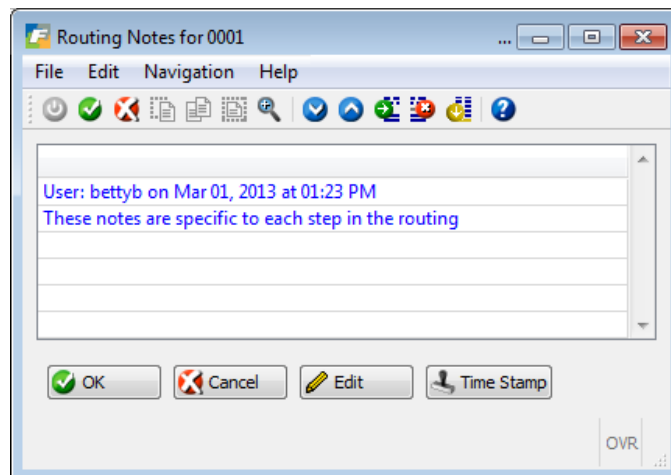 Routing Notes for 0001 ...
File Edit Navigation Help
User: bettyb on Mar 01, 2013 at 01:23 PM
These notes are specific to each step in the routing
OK Cancel Edit Time Stamp
OVR